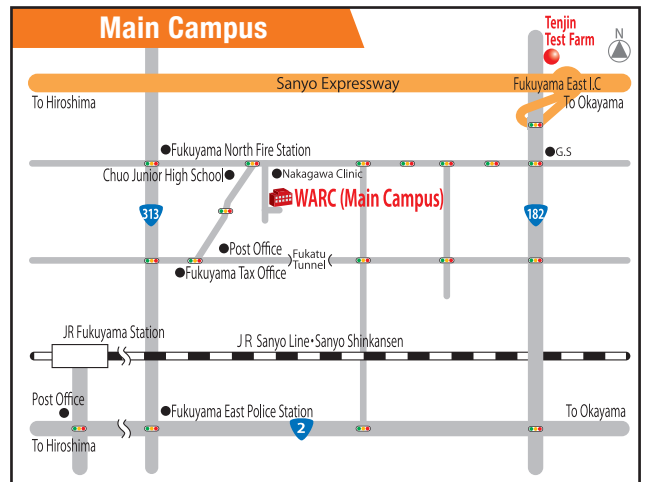 Main Campus
Tenjin
Test Farm
N
Sanyo Expressway
Fukuyama East I.C
To Hiroshima
To Okayama
Fukuyama North Fire Station
G.S
Chuo Junior High School
Nakagawa Clinic
WARC (Main Campus)
313
182
Post Office
Fukatu
Tunnel
Fukuyama Tax Office
JR Fukuyama Station
JR Sanyo Line・Sanyo Shinkansen
Post Office
Fukuyama East Police Station
To Okayama
2
To Hiroshima